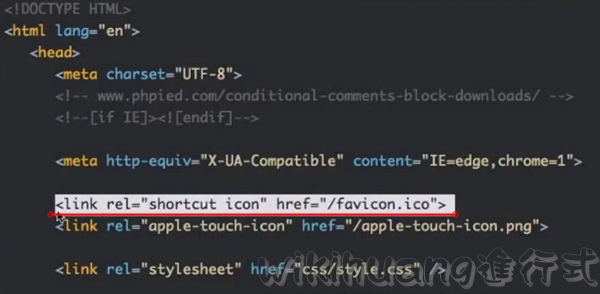 <!DOCTYPE HTML>
<html lang="en">
<head>
<meta charset="UTF-8">
<!-- www.phpied.com/conditional-comments-block-downloads/ -->
<!--[if IE]><![endif]-->
<meta http-equiv="X-UA-Compatible" content="IE=edge,chrome=1">
<link rel="shortcut icon" href="/favicon.ico">
<link rel="apple-touch-icon" href="/apple-touch-icon.png">
<link rel="stylesheet" href="css/style.css" />
wikihuang進行式